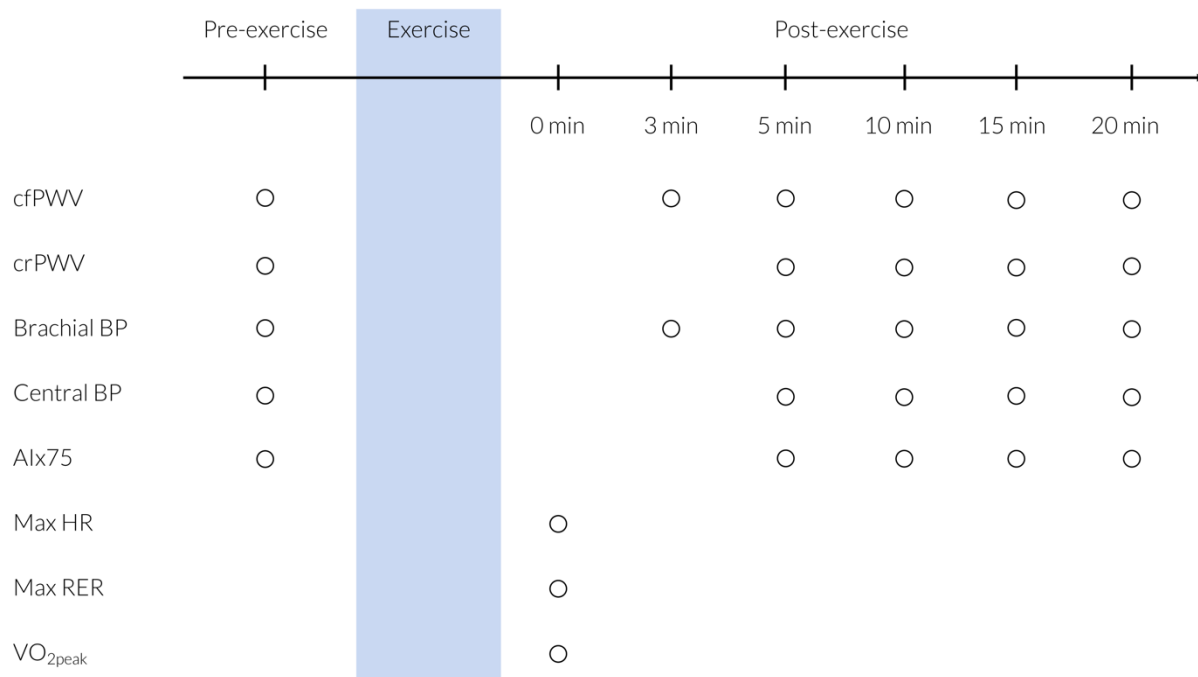 Pre-exercise Exercise Post-exercise
0 min 3 min 5 min 10 min 15 min 20 min
cfPWV
crPWV
Brachial BP
Central BP
AIx75
Max HR
Max RER
VO2peak